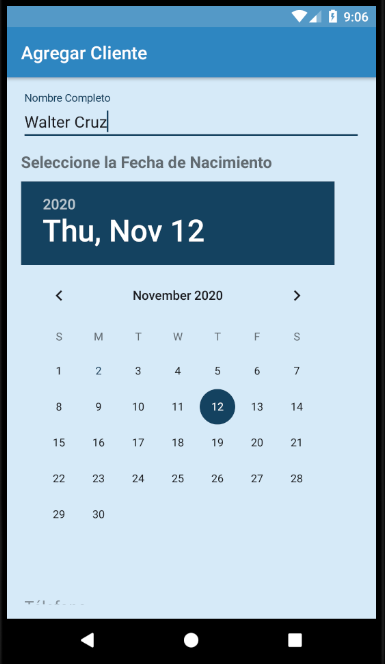 9:06
Agregar Cliente
Nombre Completo
Walter Cruz
Seleccione la Fecha de Nacimiento
2020
Thu, Nov 12
November 2020
S M T W T F S
1 2 3 4 5 6 7
8 9 10 11 12 13 14
15 16 17 18 19 20 21
22 23 24 25 26 27 28
29 30